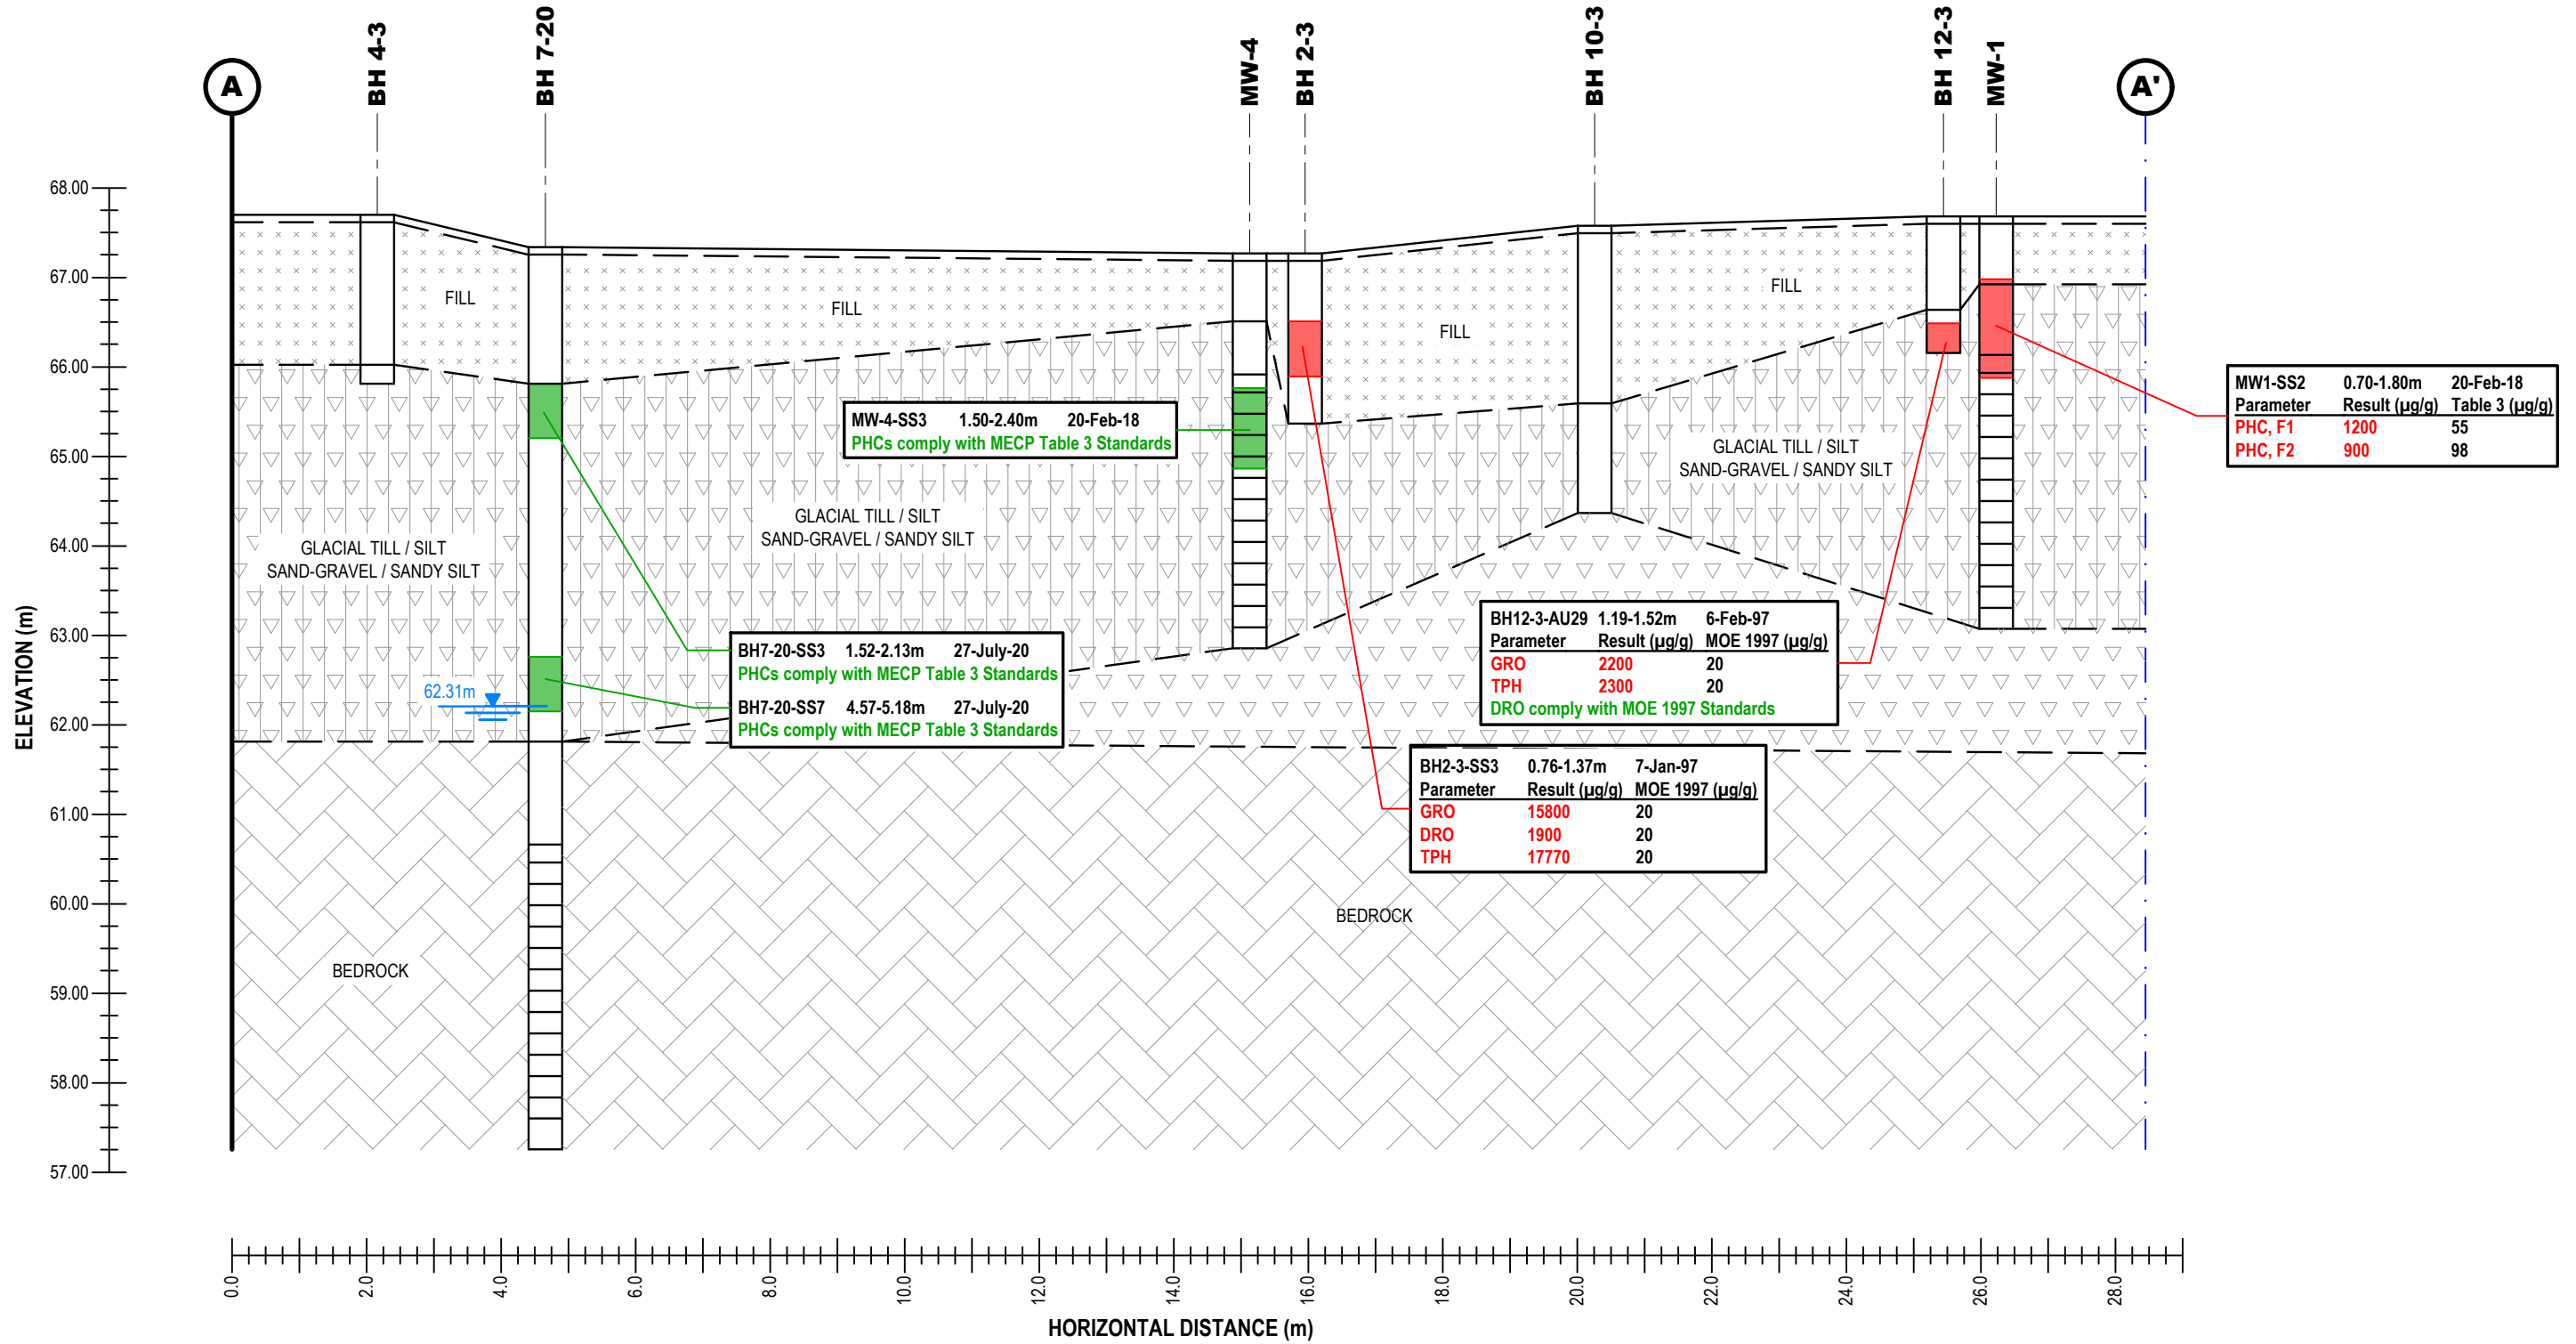 A
BH 4-3
BH 7-20
MW-4
BH 2-3
BH 10-3
BH 12-3
MW-1
A'
ELEVATION (m)
68.00
67.00
66.00
65.00
64.00
63.00
62.00
61.00
60.00
59.00
58.00
57.00
FILL
FILL
FILL
FILL
MW1-SS2 0.70-1.80m 20-Feb-18
Parameter Result (µg/g) Table 3 (µg/g)
PHC, F1 1200 55
PHC, F2 900 98
MW-4-SS3 1.50-2.40m 20-Feb-18
PHCs comply with MECP Table 3 Standards
GLACIAL TILL / SILT
SAND-GRAVEL / SANDY SILT
GLACIAL TILL / SILT
SAND-GRAVEL / SANDY SILT
GLACIAL TILL / SILT
SAND-GRAVEL / SANDY SILT
BH7-20-SS3 1.52-2.13m 27-July-20
PHCs comply with MECP Table 3 Standards
BH7-20-SS7 4.57-5.18m 27-July-20
PHCs comply with MECP Table 3 Standards
62.31m
BH12-3-AU29 1.19-1.52m 6-Feb-97
Parameter Result (µg/g) MOE 1997 (µg/g)
GRO 2200 20
TPH 2300 20
DRO comply with MOE 1997 Standards
BH2-3-SS3 0.76-1.37m 7-Jan-97
Parameter Result (µg/g) MOE 1997 (µg/g)
GRO 15800 20
DRO 1900 20
TPH 17770 20
BEDROCK
BEDROCK
0.0
2.0
4.0
6.0
8.0
10.0
12.0
14.0
16.0
18.0
20.0
22.0
24.0
26.0
28.0
HORIZONTAL DISTANCE (m)